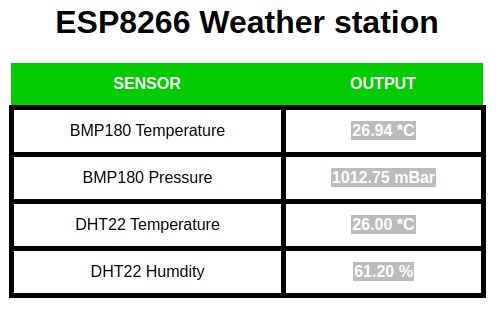 ESP8266 Weather station
SENSOR OUTPUT
BMP180 Temperature 26.94 *C
BMP180 Pressure 1012.75 mBar
DHT22 Temperature 26.00 *C
DHT22 Humdity 61.20 %